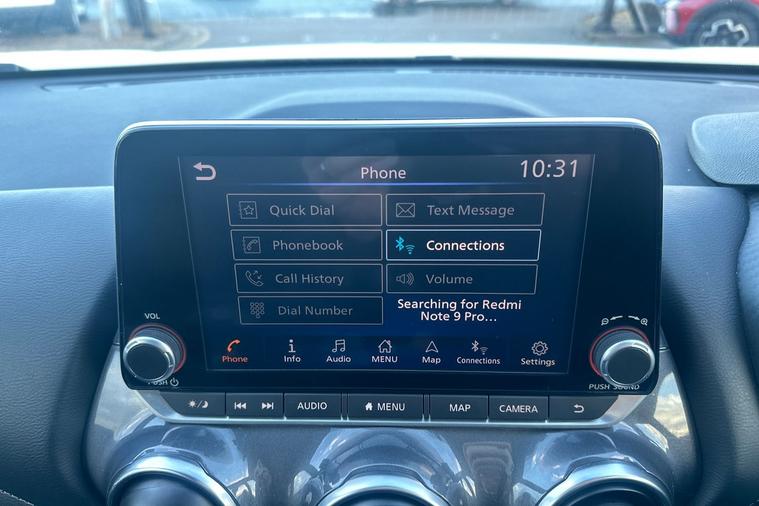 Phone 10:31
Quick Dial Text Message
Phonebook Connections
Call History Volume
Dial Number Searching for Redmi
Note 9 Pro...
VOL
PUSH
Phone Info Audio MENU Map Connections Settings
PUSH SOUND
AUDIO MENU MAP CAMERA